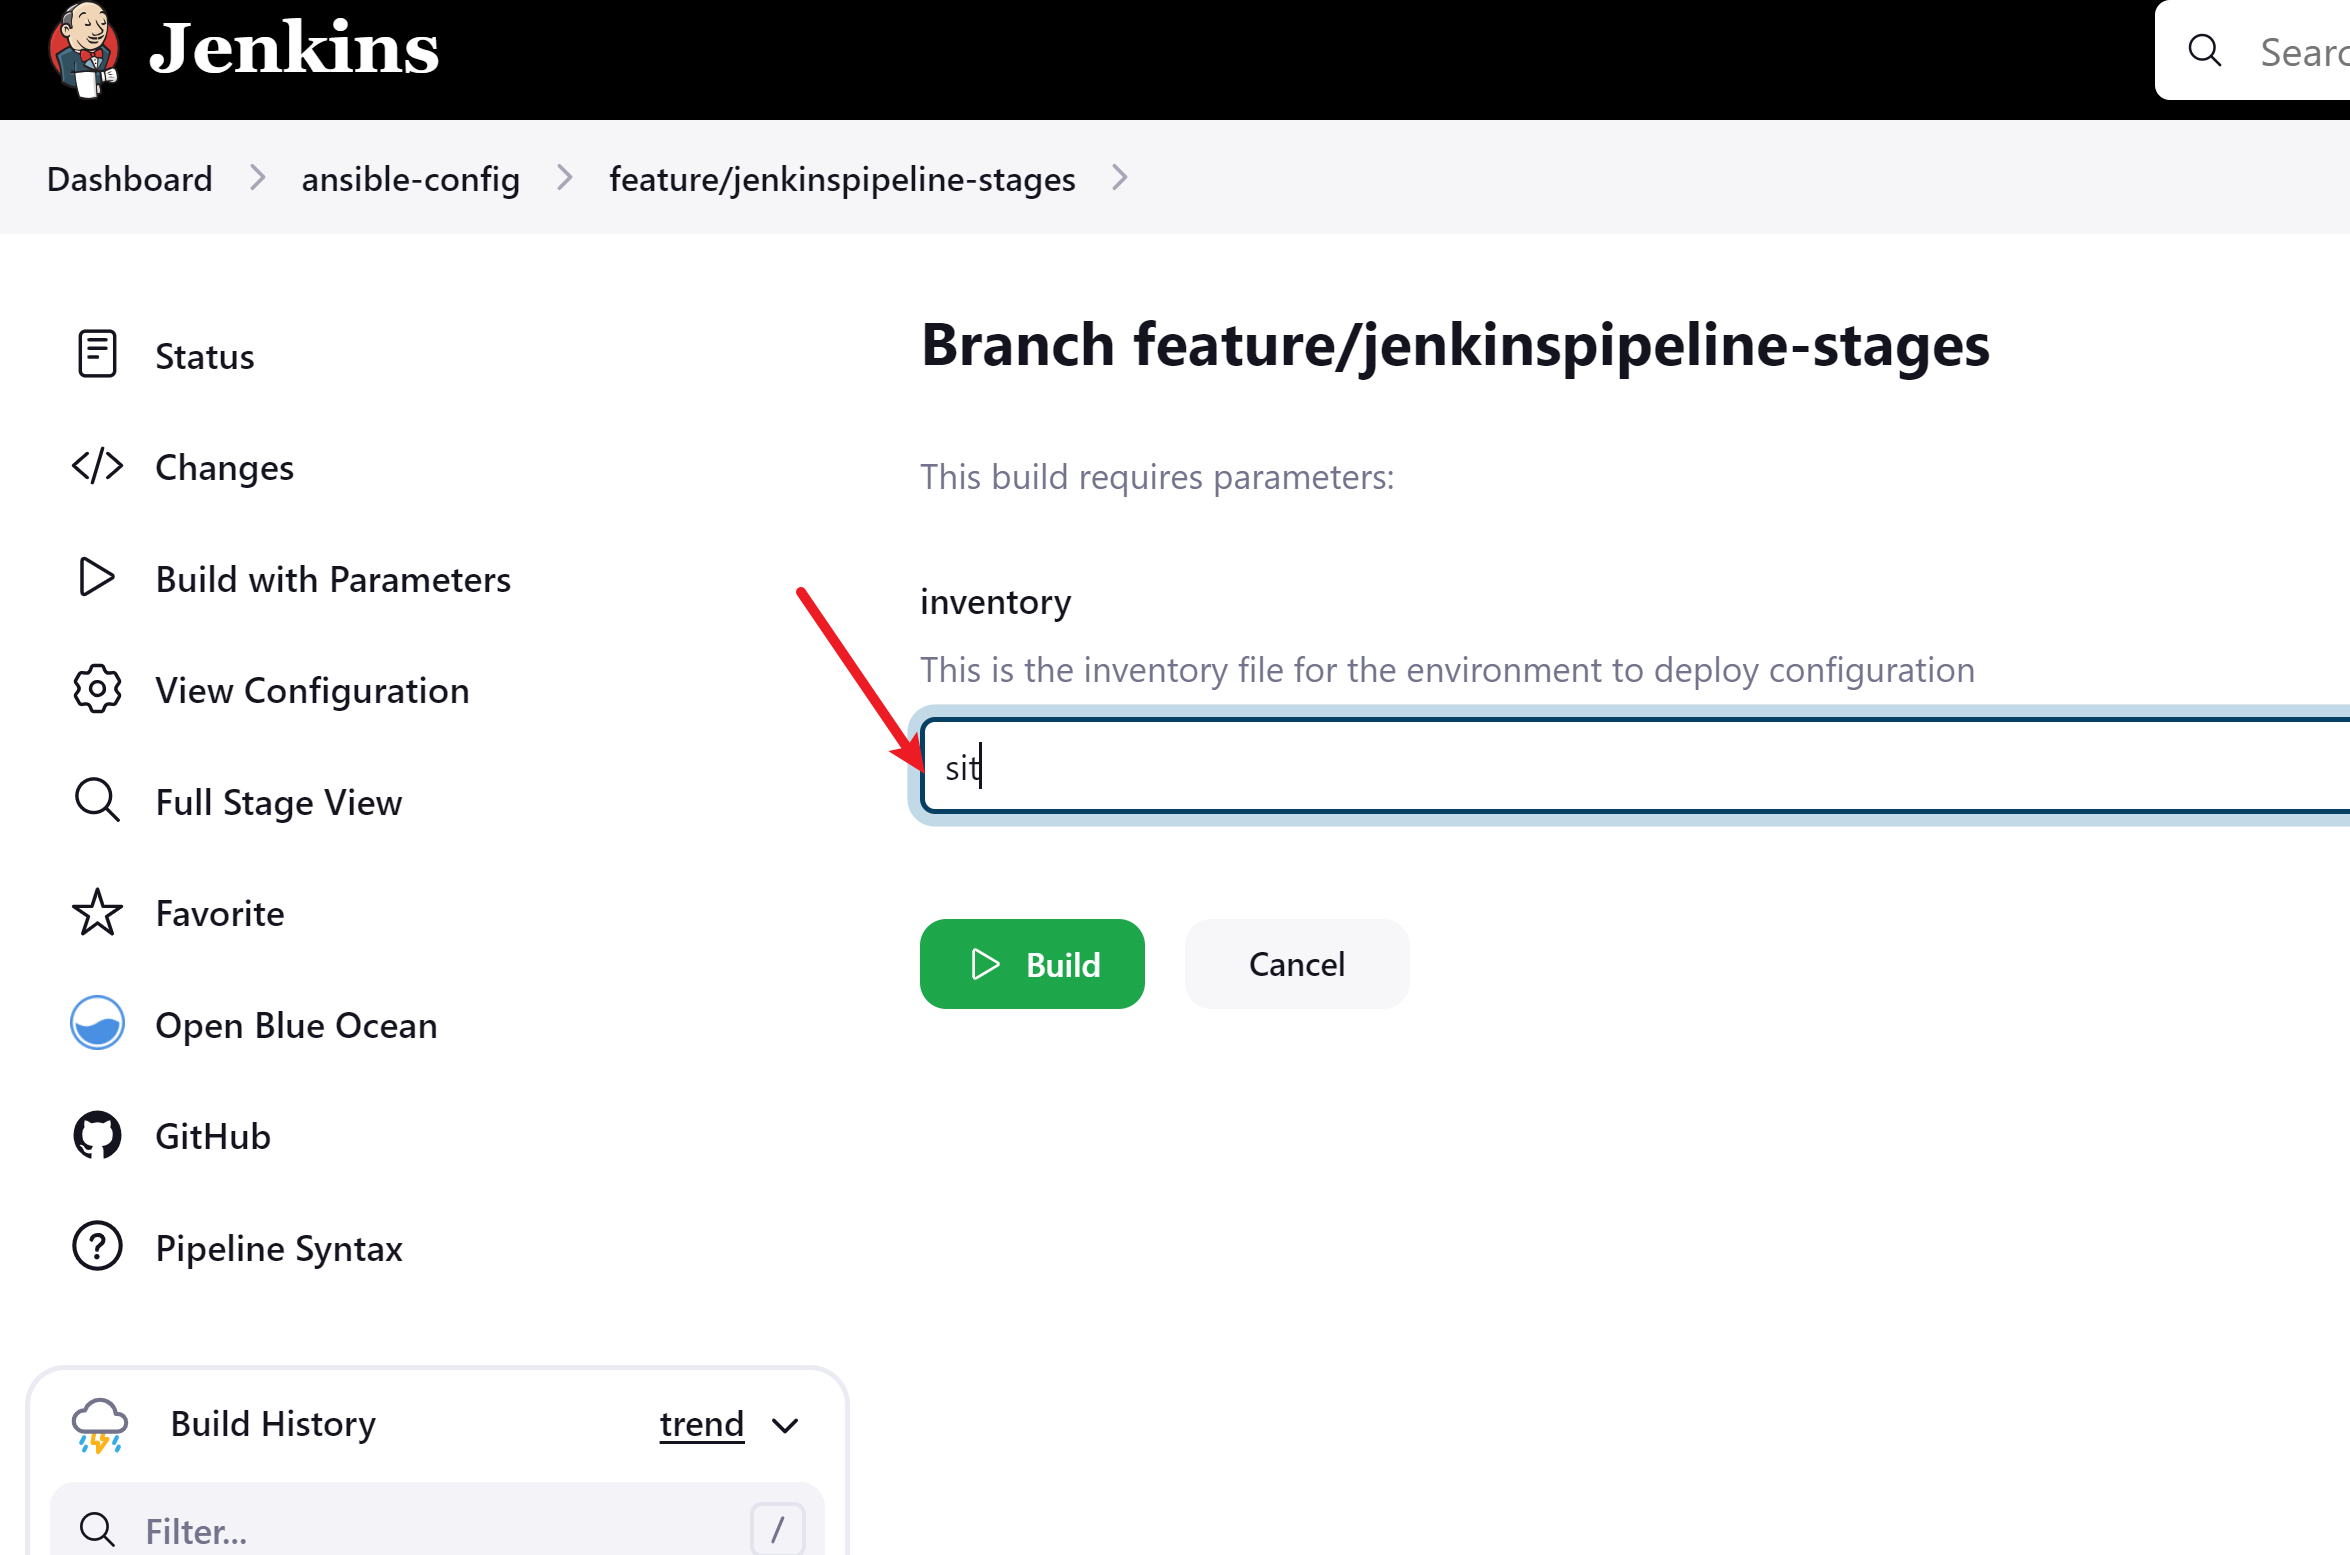 Jenkins
Dashboard
ansible-config
feature/jenkinspipeline-stages
Status
Changes
Build with Parameters
View Configuration
Full Stage View
Favorite
Open Blue Ocean
GitHub
Pipeline Syntax
Build History
trend
Filter...
/
Branch feature/jenkinspipeline-stages
This build requires parameters:
inventory
This is the inventory file for the environment to deploy configuration
sit
Build
Cancel